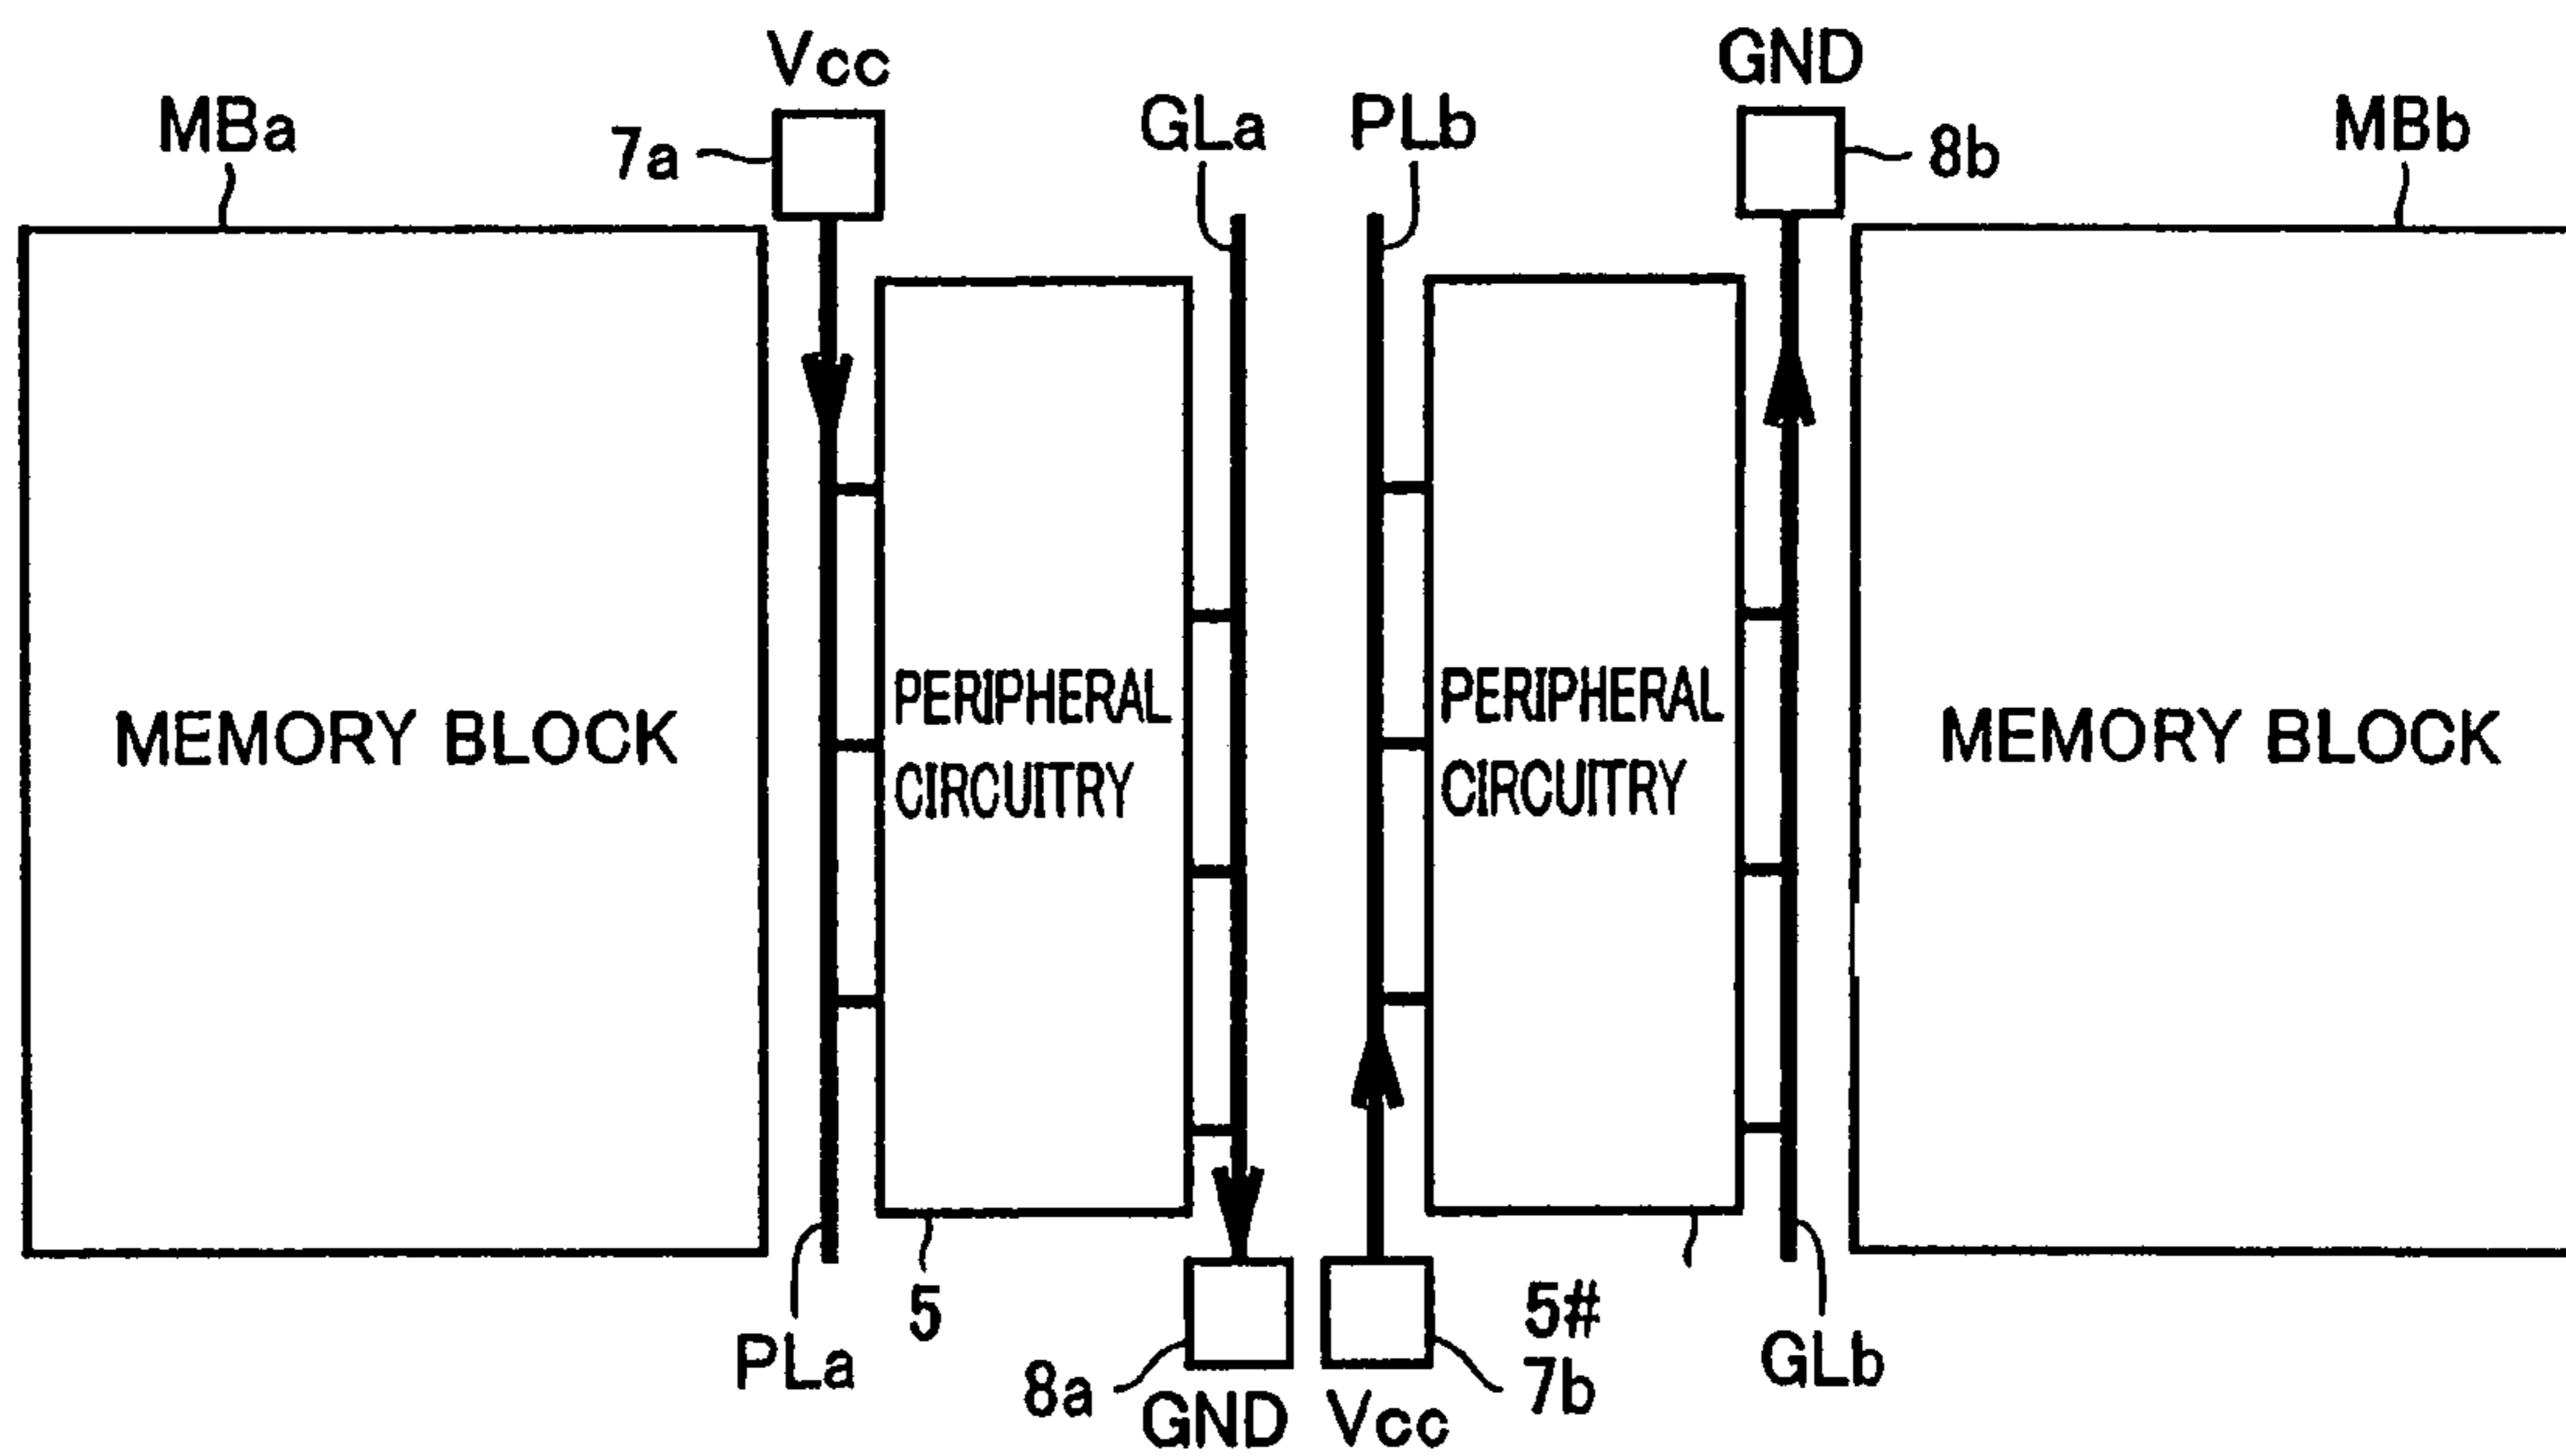 Vcc
GND
MBa
7a
GLa
PLb
8b
MBb
MEMORY BLOCK
PERIPHERAL
CIRCUITRY
PERIPHERAL
CIRCUITRY
MEMORY BLOCK
PLa
5
8a
GND
Vcc
5#
7b
GLb